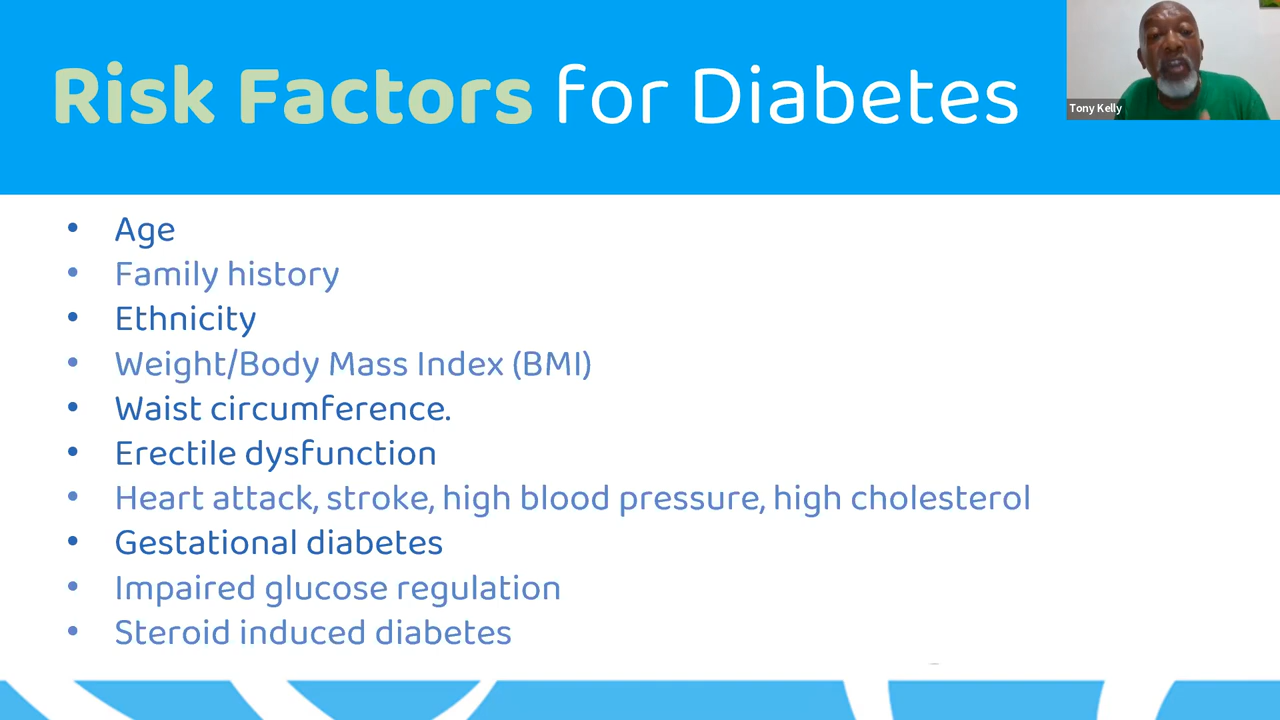 Risk Factors for Diabetes
Tony Kelly
• Age
• Family history
• Ethnicity
• Weight/Body Mass Index (BMI)
• Waist circumference.
• Erectile dysfunction
• Heart attack, stroke, high blood pressure, high cholesterol
• Gestational diabetes
• Impaired glucose regulation
• Steroid induced diabetes